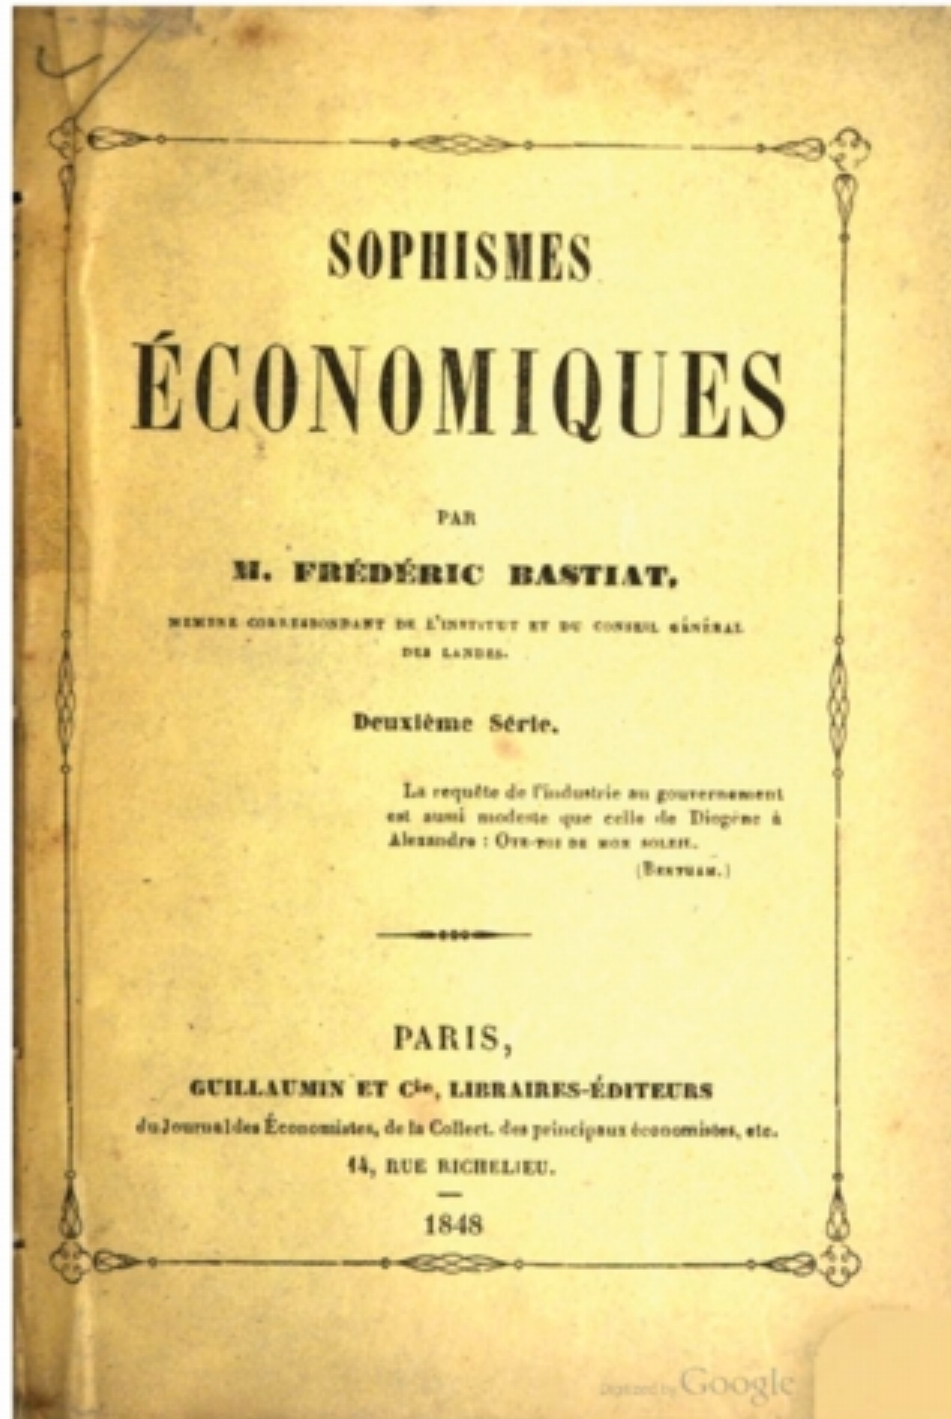 SOPHISMES
ÉCONOMIQUES
PAR
M. FRÉDÉRIC BASTIAT,
MEMBRE CORRESPONDANT DE L'INSTITUT ET DU CONSEIL GÉNÉRAL
DES LANDES.
Deuxième Série.
La requête de l'industrie au gouvernement
est aussi modeste que celle de Diogène à
Alexandre : OTE-TOI DE MON SOLEIL.
(BENTHAM.)
PARIS,
GUILLAUMIN ET Cie, LIBRAIRES-ÉDITEURS
du Journal des Économistes, de la Collect. des principaux économistes, etc.
14, RUE RICHELIEU.
1848
Digitized by Google